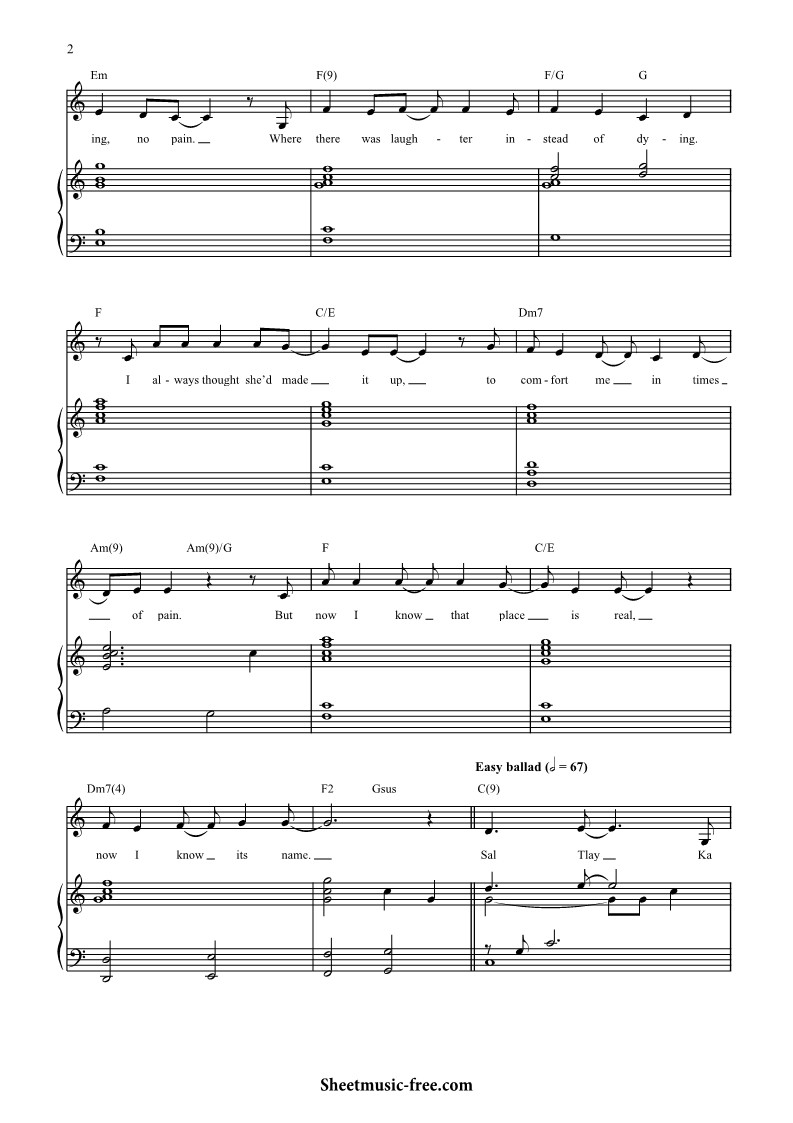 2
Em F(9) F/G G
ing, no pain. Where there was laugh - ter in - stead of dy - ing.
F C/E Dm7
I al - ways thought she'd made it up, to com - fort me in times
Am(9) Am(9)/G F C/E
of pain. But now I know that place is real,
Easy ballad (𝅗𝅥 = 67)
Dm7(4) F2 Gsus C(9)
now I know its name. Sal Tlay Ka
Sheetmusic-free.com